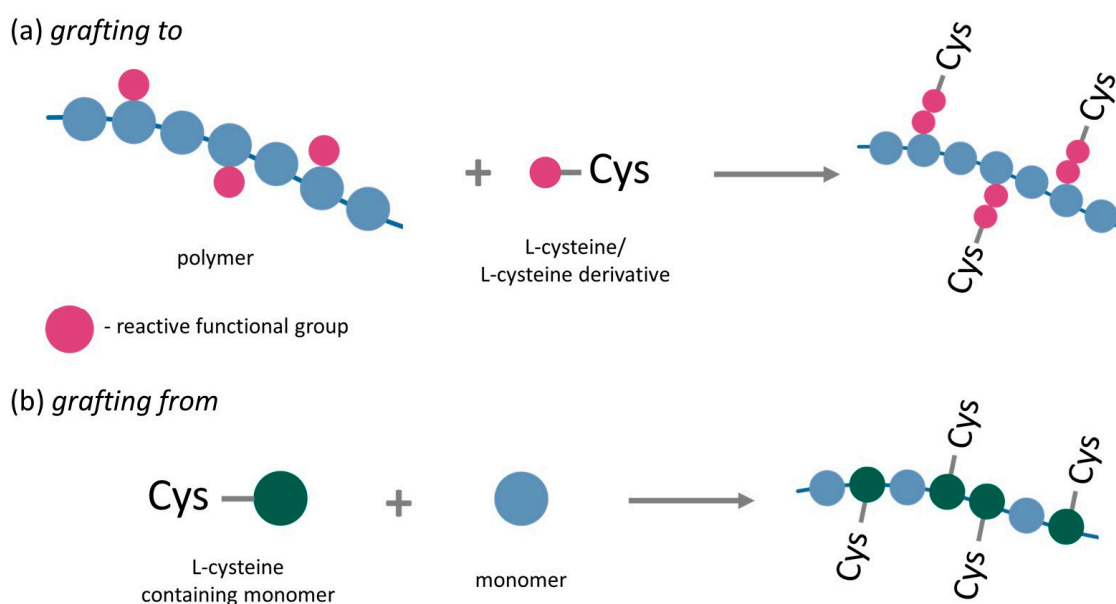 (a) grafting to
Cys
Cys
+
Cys
Cys
polymer
L-cysteine/
L-cysteine derivative
- reactive functional group
(b) grafting from
Cys
Cys
Cys
+
Cys
Cys
L-cysteine
containing monomer
monomer